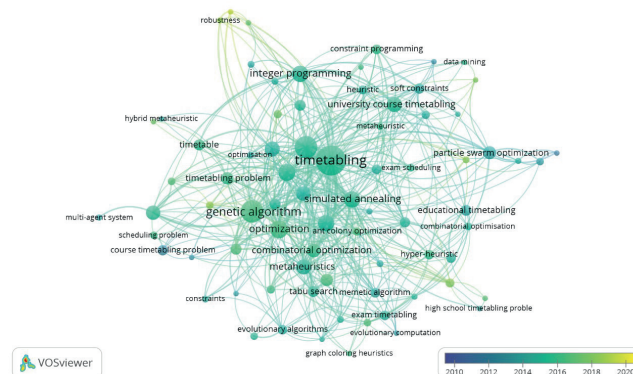 robustness
constraint programming
data mining
integer programming
heuristic
soft constraints
university course timetabling
hybrid metaheuristic
metaheuristic
timetable
optimisation
timetabling
particle swarm optimization
exam scheduling
timetabling problem
simulated annealing
genetic algorithm
educational timetabling
multi-agent system
combinatorial optimisation
scheduling problem
optimization
ant colony optimization
course timetabling problem
combinatorial optimization
hyper-heuristic
metaheuristics
constraints
tabu search
memetic algorithm
high school timetabling proble
exam timetabling
evolutionary algorithms
evolutionary computation
graph coloring heuristics
VOSviewer
2010 2012 2014 2016 2018 2020